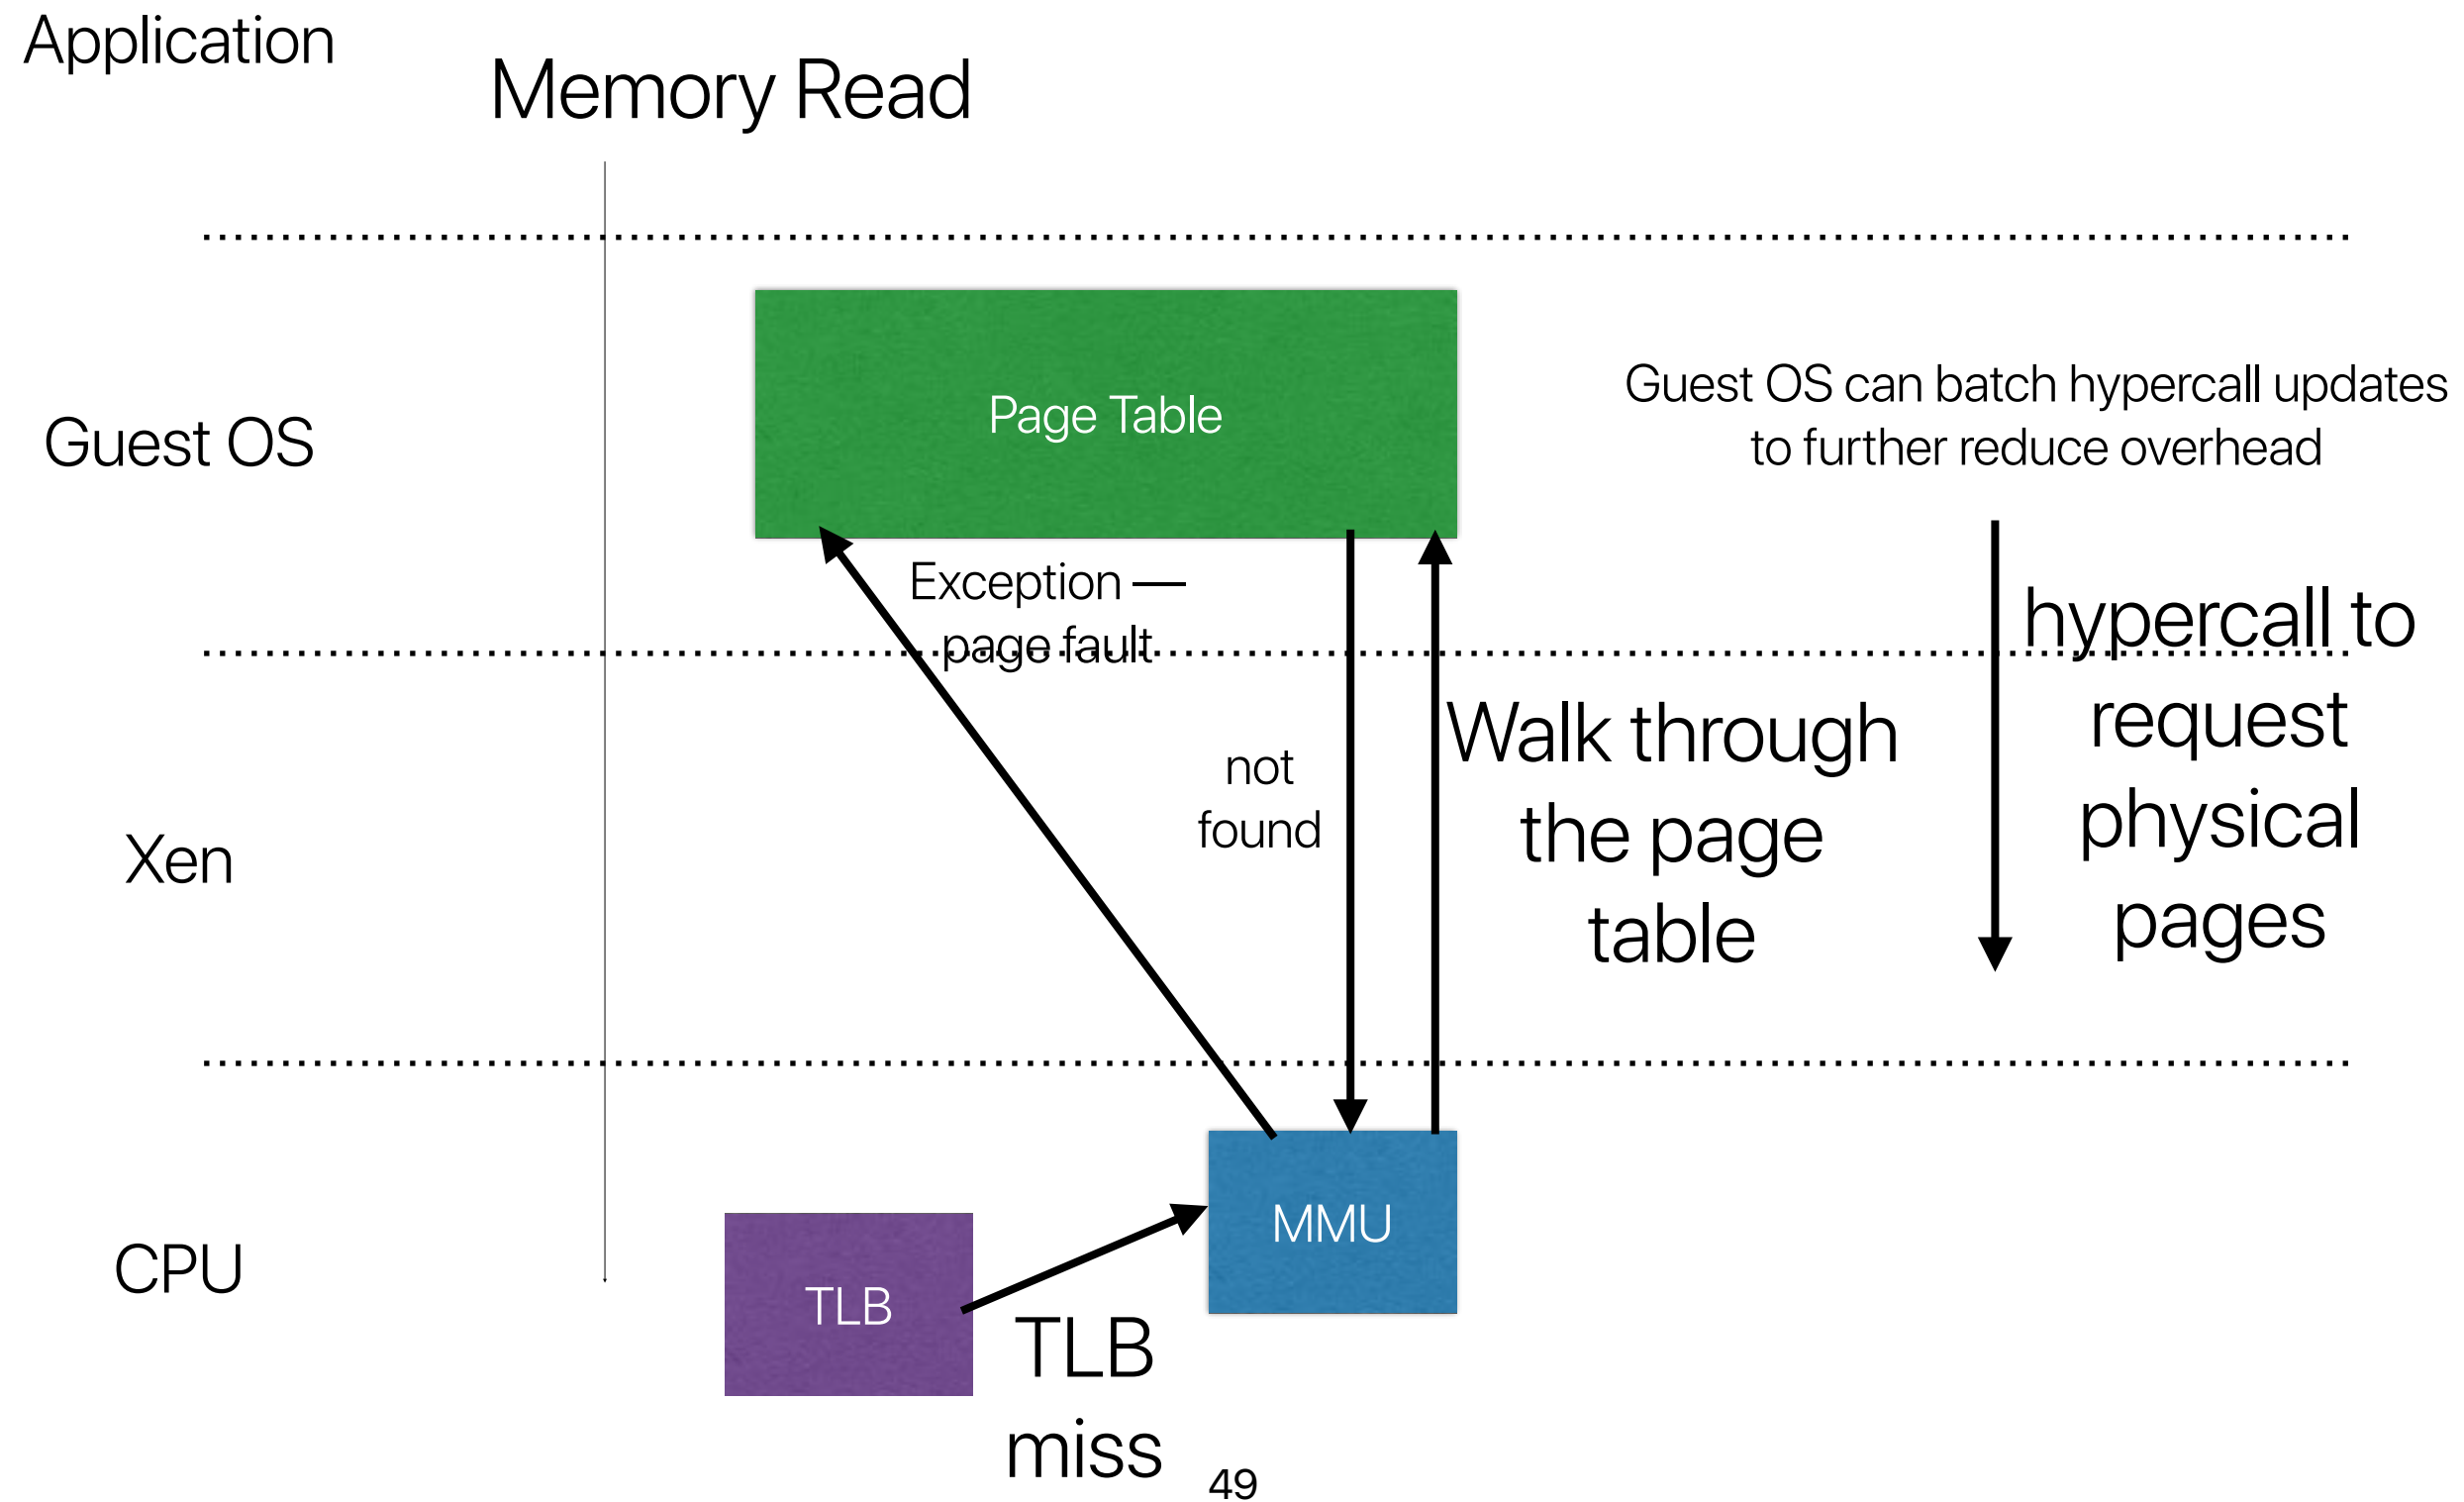 Application
Memory Read
Page Table
Guest OS
Guest OS can batch hypercall updates
to further reduce overhead
Exception —
page fault
hypercall to
request
physical
pages
not
found
Walk through
the page
table
Xen
CPU
TLB
MMU
TLB
miss
49